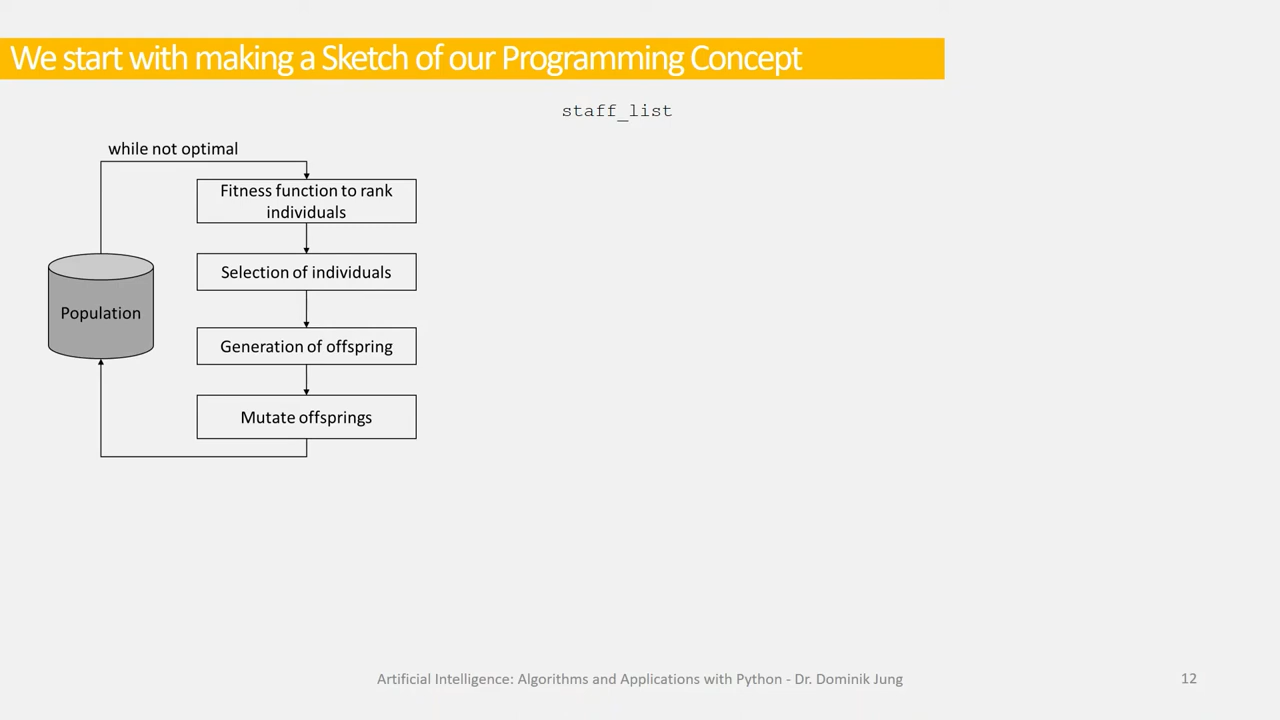 We start with making a Sketch of our Programming Concept
staff_list
while not optimal
Fitness function to rank
individuals
Selection of individuals
Population
Generation of offspring
Mutate offsprings
Artificial Intelligence: Algorithms and Applications with Python - Dr. Dominik Jung
12